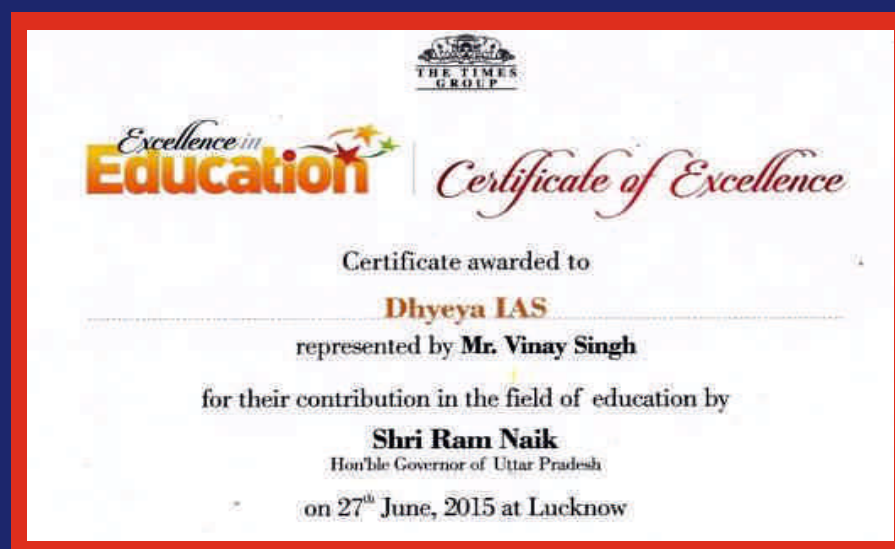 THE TIMES
GROUP
Excellence in
Education
Certificate of Excellence
Certificate awarded to
Dhyeya IAS
represented by Mr. Vinay Singh
for their contribution in the field of education by
Shri Ram Naik
Hon'ble Governor of Uttar Pradesh
on 27th June, 2015 at Lucknow